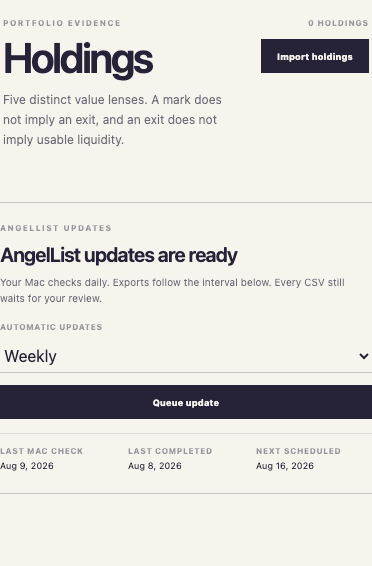 PORTFOLIO EVIDENCE
0 HOLDINGS
Holdings
Import holdings
Five distinct value lenses. A mark does
not imply an exit, and an exit does not
imply usable liquidity.
ANGELLIST UPDATES
AngelList updates are ready
Your Mac checks daily. Exports follow the interval below. Every CSV still
waits for your review.
AUTOMATIC UPDATES
Weekly
Queue update
LAST MAC CHECK
Aug 9, 2026
LAST COMPLETED
Aug 8, 2026
NEXT SCHEDULED
Aug 16, 2026